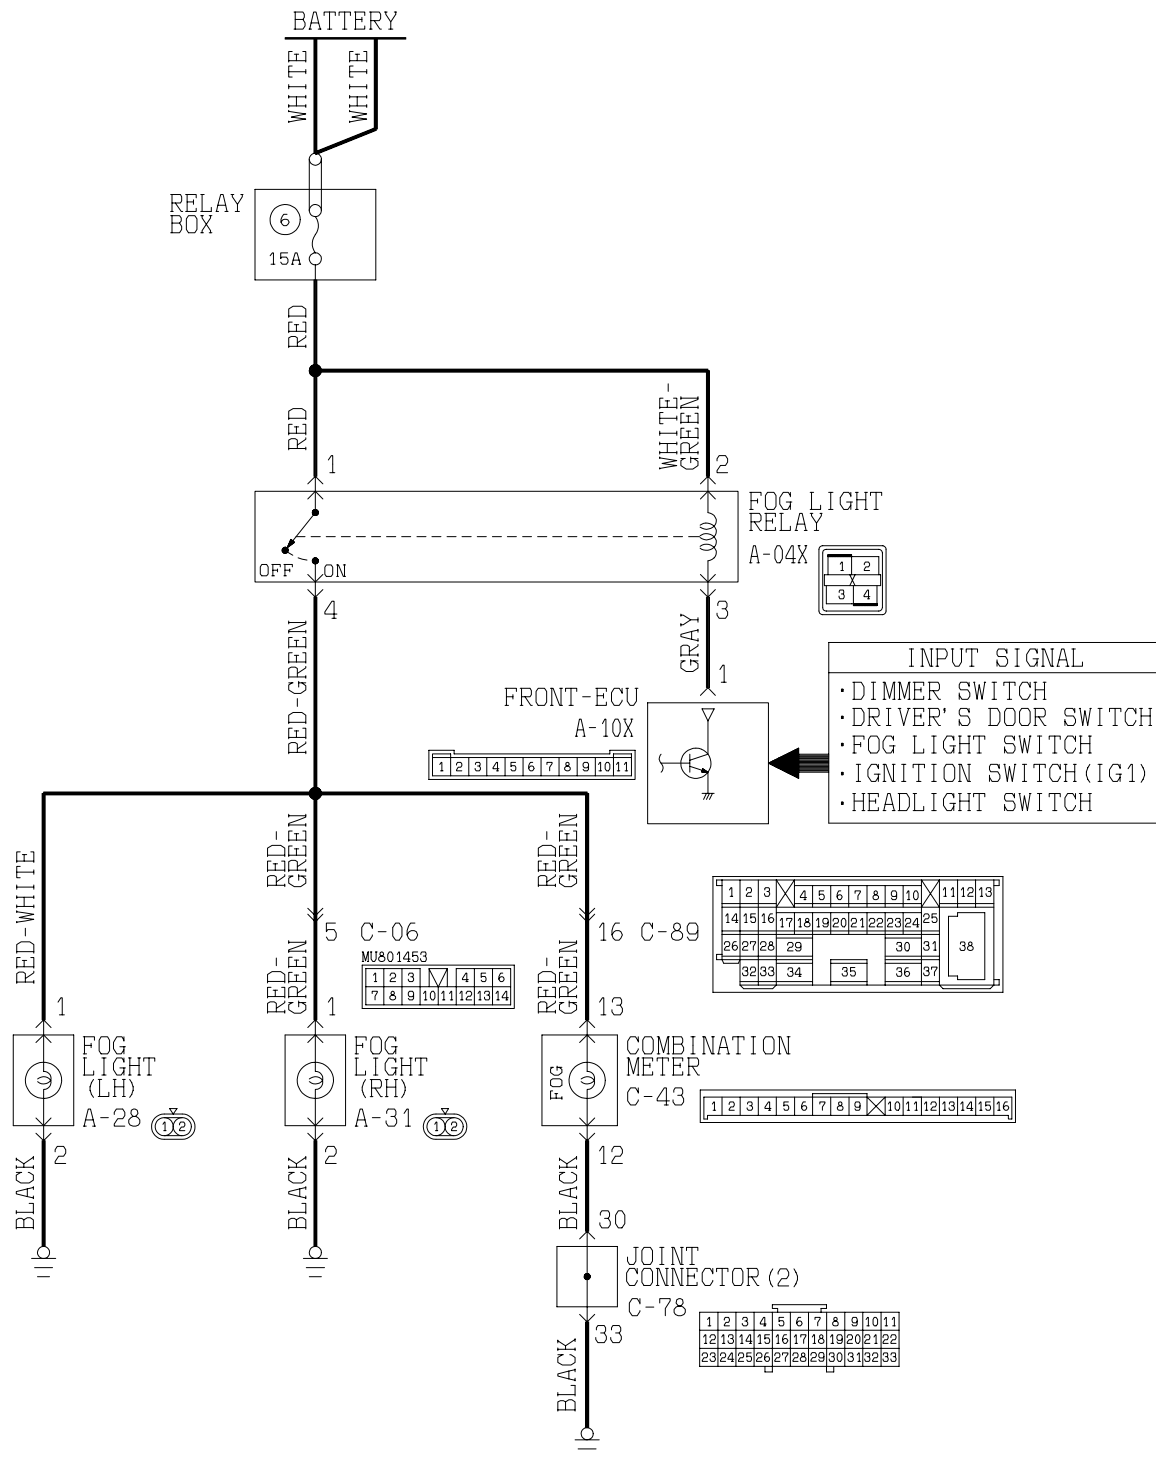 BATTERY
WHITE
WHITE
RELAY
BOX
6
15A
RED
RED
WHITE-
GREEN
1
2
FOG LIGHT
RELAY
A-04X
1 2
3 4
OFF
ON
4
3
RED-GREEN
GRAY
1
FRONT-ECU
A-10X
1 2 3 4 5 6 7 8 9 10 11
INPUT SIGNAL
·DIMMER SWITCH
·DRIVER'S DOOR SWITCH
·FOG LIGHT SWITCH
·IGNITION SWITCH(IG1)
·HEADLIGHT SWITCH
RED-WHITE
RED-
GREEN
RED-
GREEN
5 C-06
MU801453
1 2 3 4 5 6
7 8 9 10 11 12 13 14
16 C-89
1 2 3 4 5 6 7 8 9 10 11 12 13
14 15 16 17 18 19 20 21 22 23 24 25
26 27 28 29 30 31 38
32 33 34 35 36 37
RED-
GREEN
RED-
GREEN
1
1
13
FOG
LIGHT
(LH)
A-28
1 2
FOG
LIGHT
(RH)
A-31
1 2
FOG
COMBINATION
METER
C-43
1 2 3 4 5 6 7 8 9 10 11 12 13 14 15 16
2
2
12
BLACK
BLACK
BLACK
30
JOINT
CONNECTOR(2)
C-78
1 2 3 4 5 6 7 8 9 10 11
12 13 14 15 16 17 18 19 20 21 22
23 24 25 26 27 28 29 30 31 32 33
33
BLACK